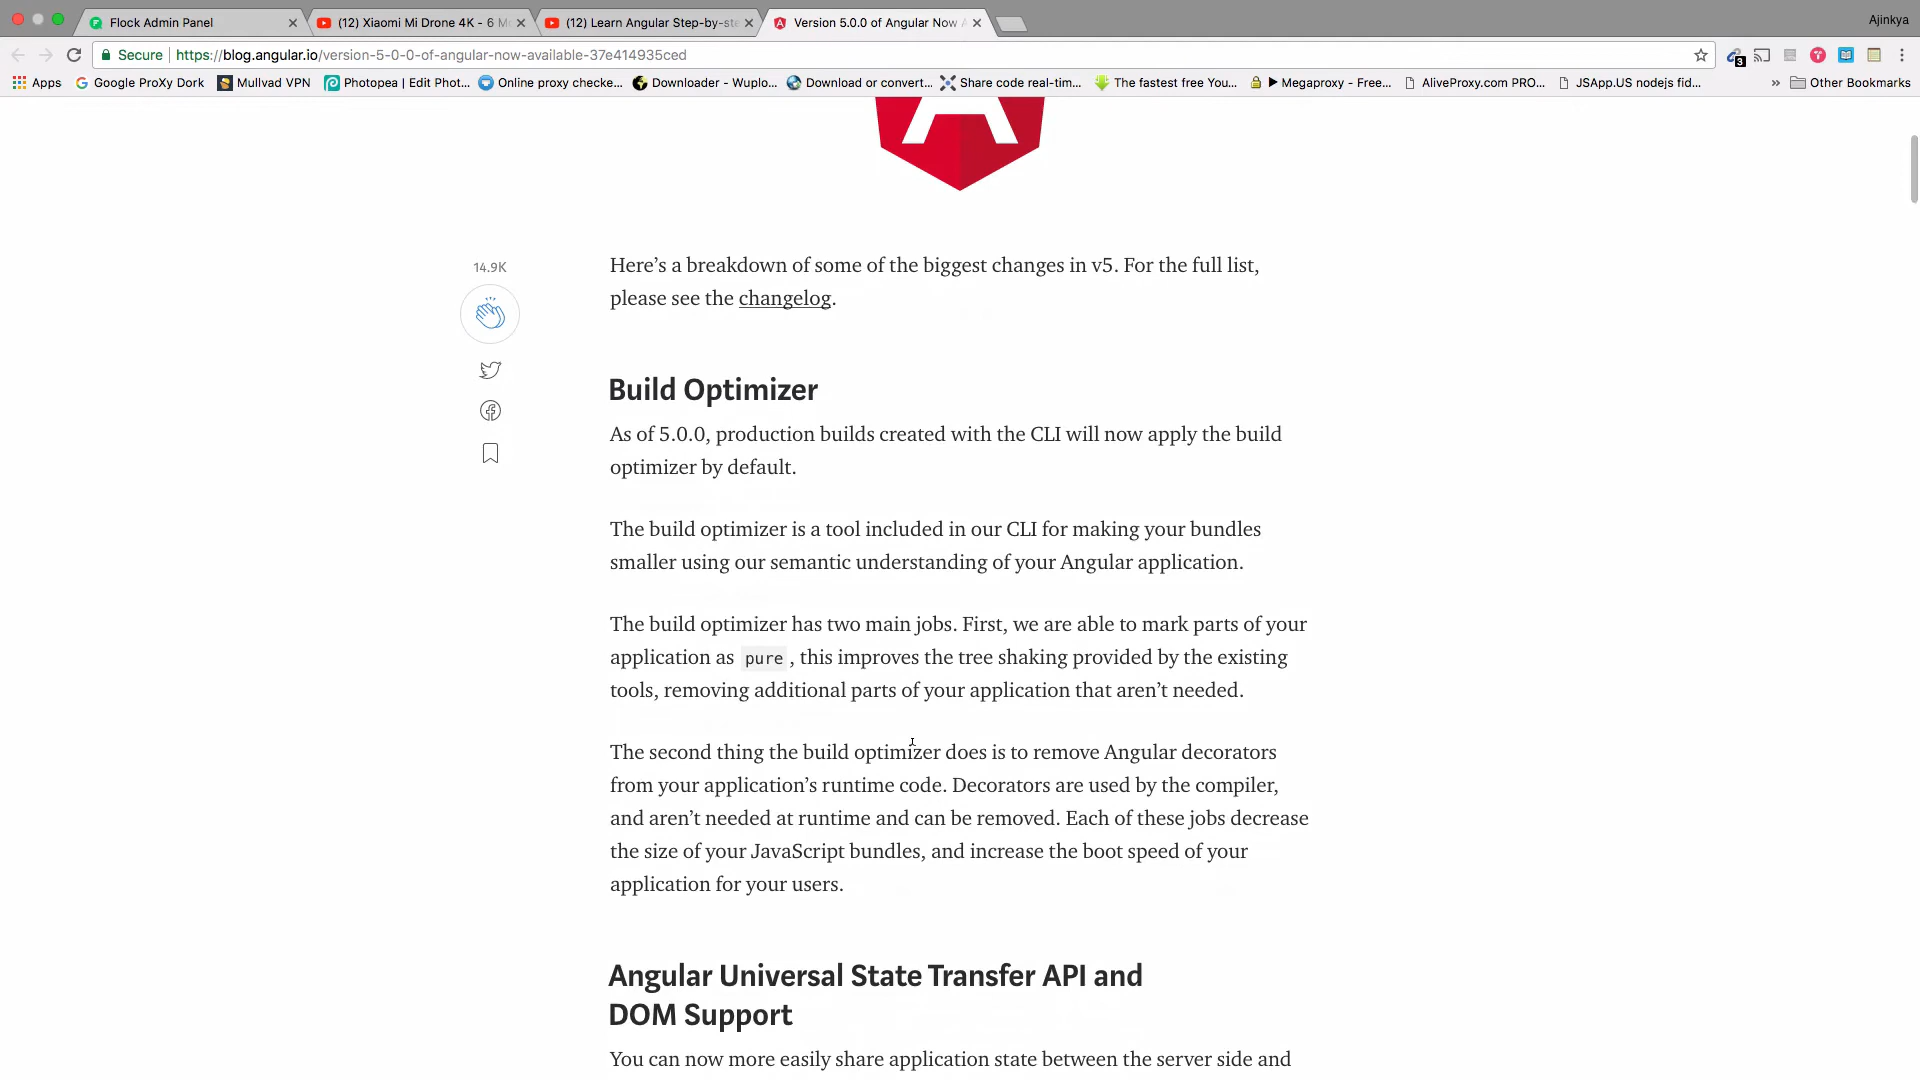 Flock Admin Panel
(12) Xiaomi Mi Drone 4K - 6 M
(12) Learn Angular Step-by-st
Version 5.0.0 of Angular Now
Ajinkya
Secure
https://blog.angular.io/version-5-0-0-of-angular-now-available-37e414935ced
3
Apps
Google ProXy Dork
Mullvad VPN
Photopea | Edit Phot...
Online proxy checke...
Downloader - Wuplo...
Download or convert...
Share code real-tim...
The fastest free You...
Megaproxy - Free...
AliveProxy.com PRO...
JSApp.US nodejs fid...
»
Other Bookmarks
14.9K
Here’s a breakdown of some of the biggest changes in v5. For the full list,
please see the changelog.
Build Optimizer
As of 5.0.0, production builds created with the CLI will now apply the build
optimizer by default.
The build optimizer is a tool included in our CLI for making your bundles
smaller using our semantic understanding of your Angular application.
The build optimizer has two main jobs. First, we are able to mark parts of your
application as pure, this improves the tree shaking provided by the existing
tools, removing additional parts of your application that aren’t needed.
The second thing the build optimizer does is to remove Angular decorators
from your application’s runtime code. Decorators are used by the compiler,
and aren’t needed at runtime and can be removed. Each of these jobs decrease
the size of your JavaScript bundles, and increase the boot speed of your
application for your users.
Angular Universal State Transfer API and
DOM Support
You can now more easily share application state between the server side and